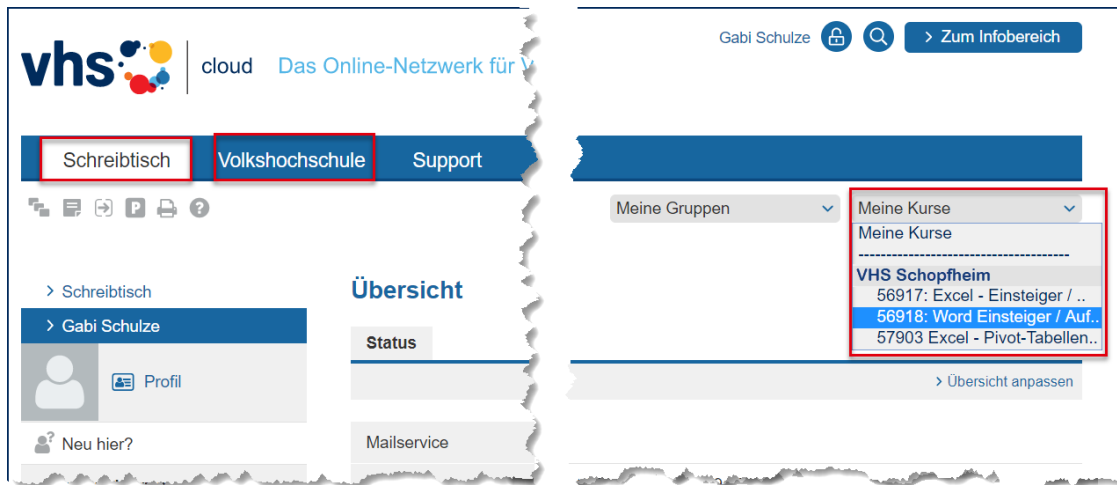 Gabi Schulze > Zum Infobereich
vhs cloud Das Online-Netzwerk für V
Schreibtisch Volkshochschule Support
P ? Meine Gruppen Meine Kurse
Meine Kurse
--------------------------------------
VHS Schopfheim
56917: Excel - Einsteiger / ..
56918: Word Einsteiger / Auf..
57903 Excel - Pivot-Tabellen..
> Schreibtisch
Übersicht
> Gabi Schulze
Status
Profil
> Übersicht anpassen
? Neu hier?
Mailservice